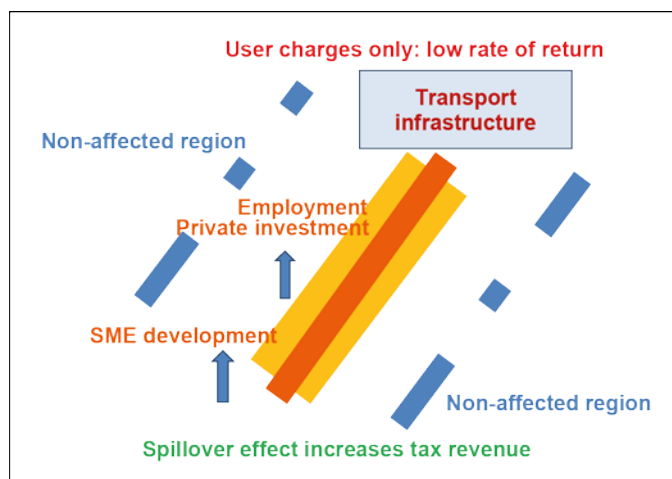 User charges only: low rate of return
Transport
infrastructure
Non-affected region
Employment
Private investment
SME development
Non-affected region
Spillover effect increases tax revenue